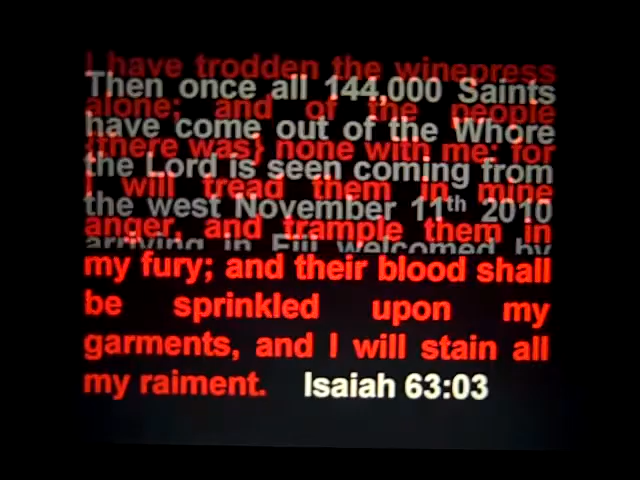 I have trodden the winepress
Then once all 144,000 Saints
alone; and of the people
have come out of the Whore
{there was} none with me: for
the Lord is seen coming from
I will tread them in mine
the west November 11th 2010
anger, and trample them in
arriving in Fiji welcomed by
my fury; and their blood shall
be sprinkled upon my
garments, and I will stain all
my raiment. Isaiah 63:03